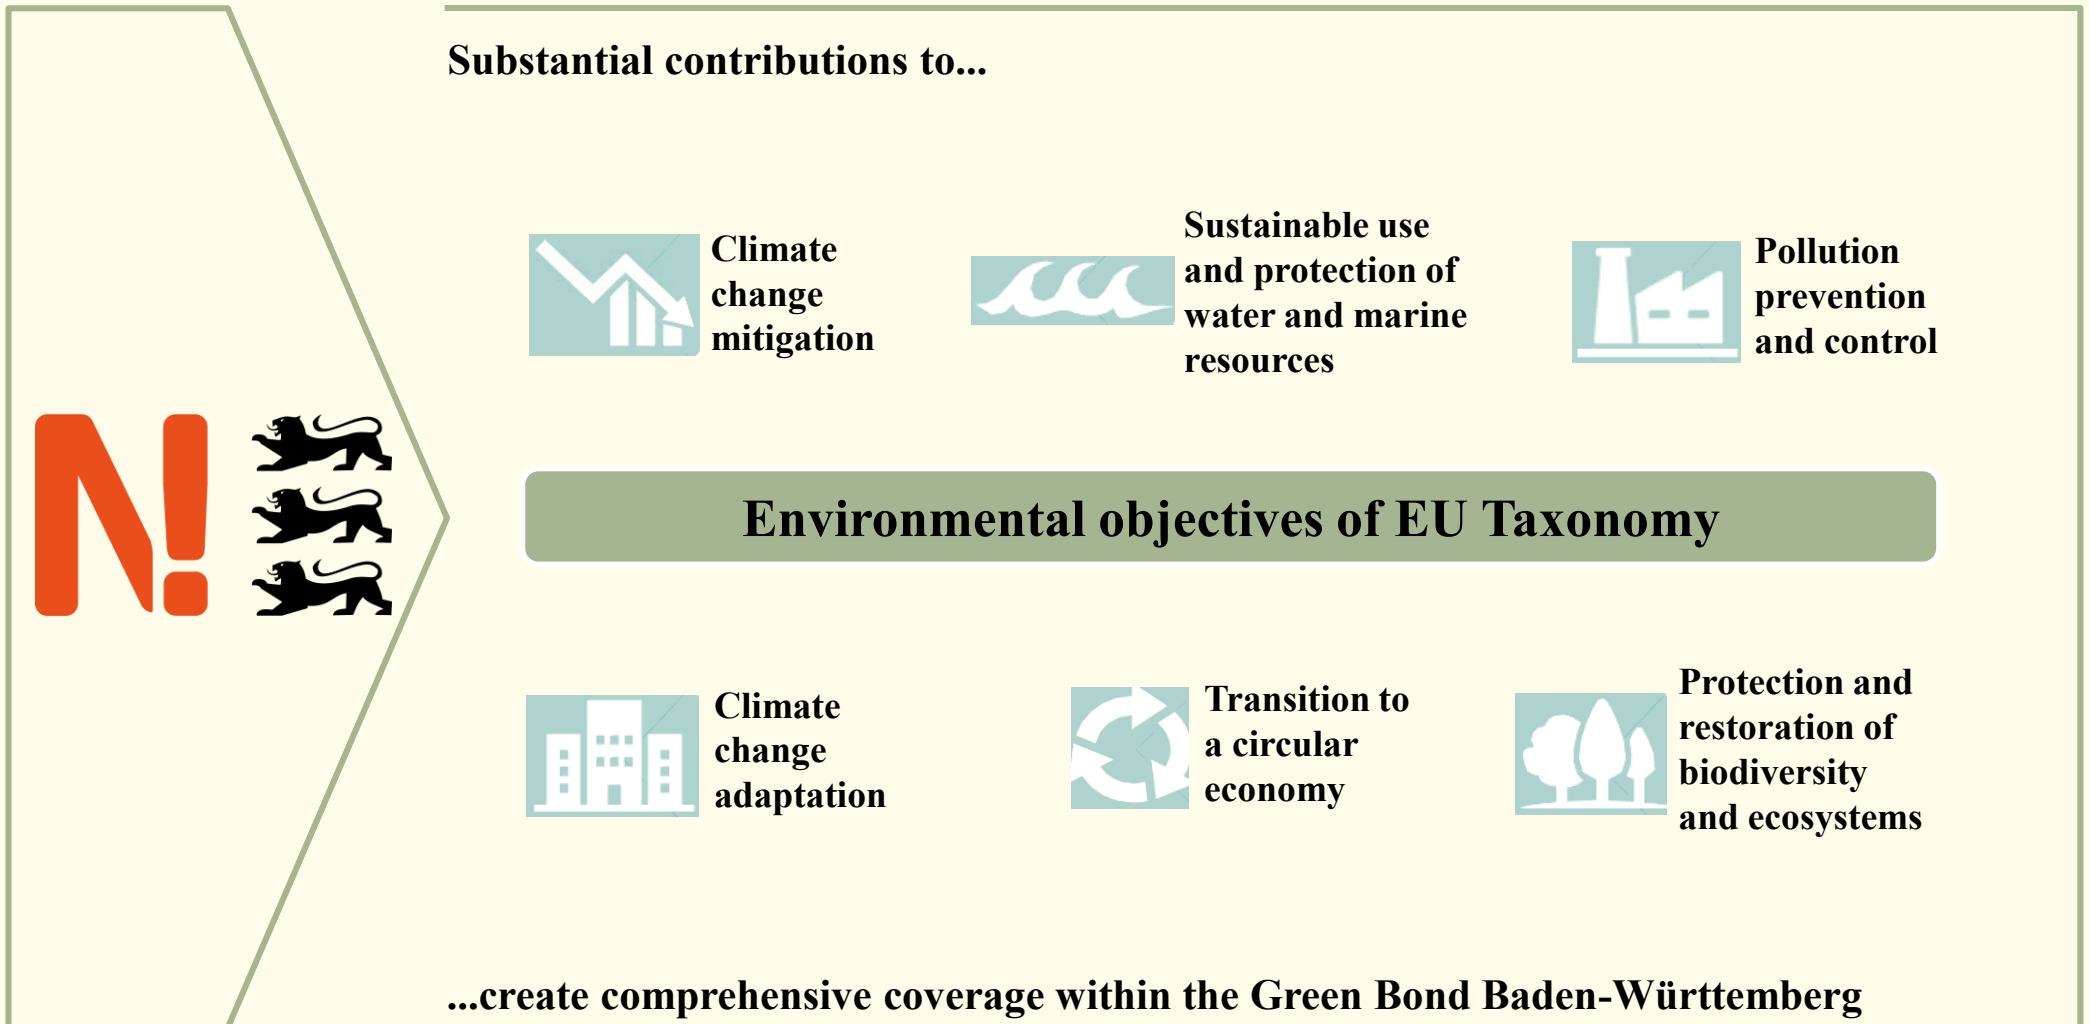 Substantial contributions to...
Climate
change
mitigation
Sustainable use
and protection of
water and marine
resources
Pollution
prevention
and control
N!
Environmental objectives of EU Taxonomy
Climate
change
adaptation
Transition to
a circular
economy
Protection and
restoration of
biodiversity
and ecosystems
...create comprehensive coverage within the Green Bond Baden-Württemberg